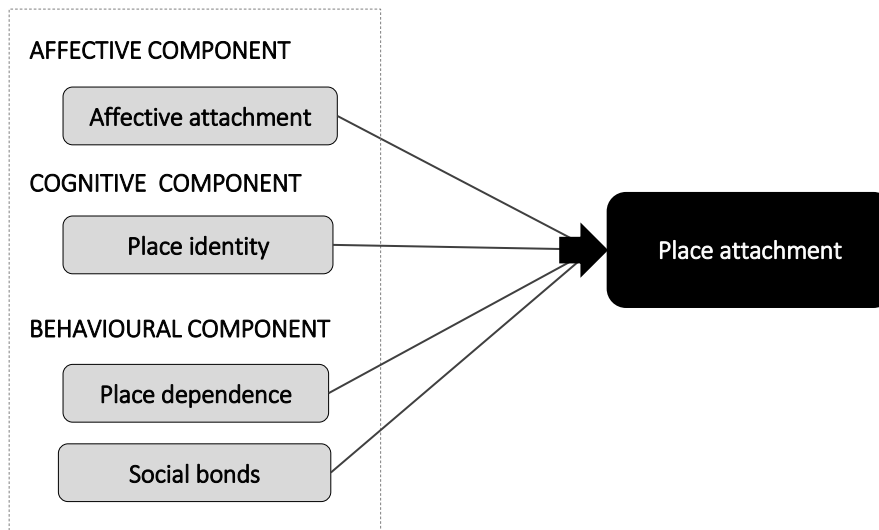 AFFECTIVE COMPONENT
Affective attachment
COGNITIVE COMPONENT
Place identity
Place attachment
BEHAVIOURAL COMPONENT
Place dependence
Social bonds